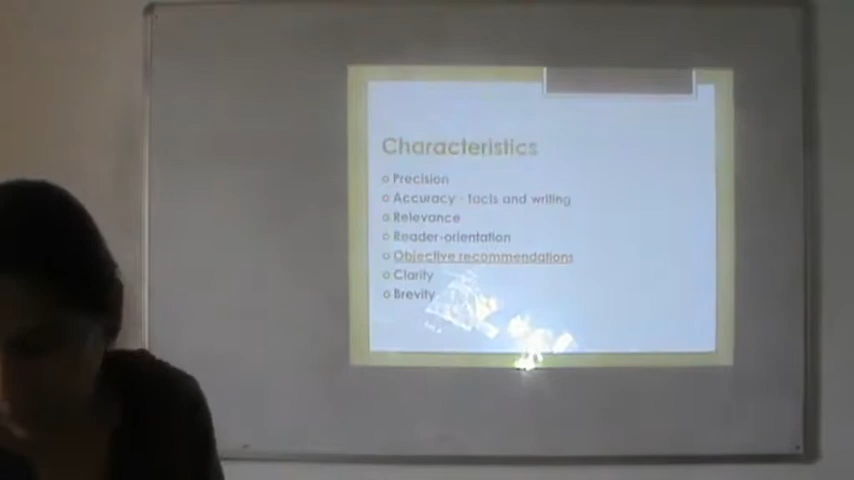 Characteristics
Precision
Accuracy - facts and writing
Relevance
Reader-orientation
Objective recommendations
Clarity
Brevity